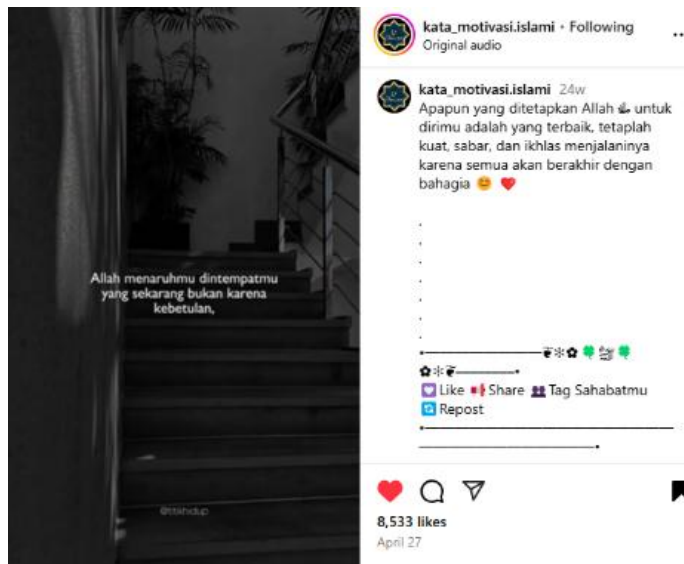 Allah menaruhmu dintempatmu
yang sekarang bukan karena
kebetulan,
@ttkhidup
kata_motivasi.islami • Following
Original audio
kata_motivasi.islami 24w
Apapun yang ditetapkan Allah ﷻ untuk
dirimu adalah yang terbaik, tetaplah
kuat, sabar, dan ikhlas menjalaninya
karena semua akan berakhir dengan
bahagia 😊 ❤️
.
.
.
.
.
.
.
Like Share Tag Sahabatmu
Repost
8,533 likes
April 27